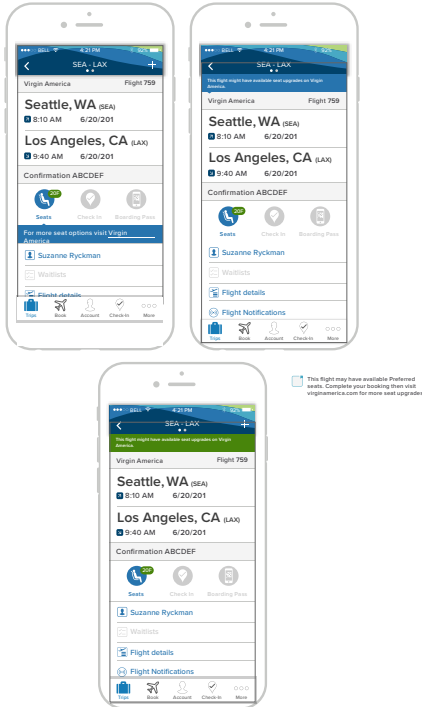 BELL 4:21 PM 92%
SEA - LAX
Virgin America Flight 759
Seattle, WA (SEA)
8:10 AM 6/20/201
Los Angeles, CA (LAX)
9:40 AM 6/20/201
Confirmation ABCDEF
20F
Seats Check In Boarding Pass
For more seat options visit Virgin
America
Suzanne Ryckman
Waitlists
Flight details
Trips Book Account Check-In More
BELL 4:21 PM 92%
SEA - LAX
This flight might have available seat upgrades on Virgin
America.
Virgin America Flight 759
Seattle, WA (SEA)
8:10 AM 6/20/201
Los Angeles, CA (LAX)
9:40 AM 6/20/201
Confirmation ABCDEF
20F
Seats Check In Boarding Pass
Suzanne Ryckman
Waitlists
Flight details
Flight Notifications
Trips Book Account Check-In More
BELL 4:21 PM 92%
SEA - LAX
This flight might have available seat upgrades on Virgin
America.
Virgin America Flight 759
Seattle, WA (SEA)
8:10 AM 6/20/201
Los Angeles, CA (LAX)
9:40 AM 6/20/201
Confirmation ABCDEF
20F
Seats Check In Boarding Pass
Suzanne Ryckman
Waitlists
Flight details
Flight Notifications
Trips Book Account Check-In More
This flight may have available Preferred
seats. Complete your booking then visit
virginamerica.com for more seat upgrades